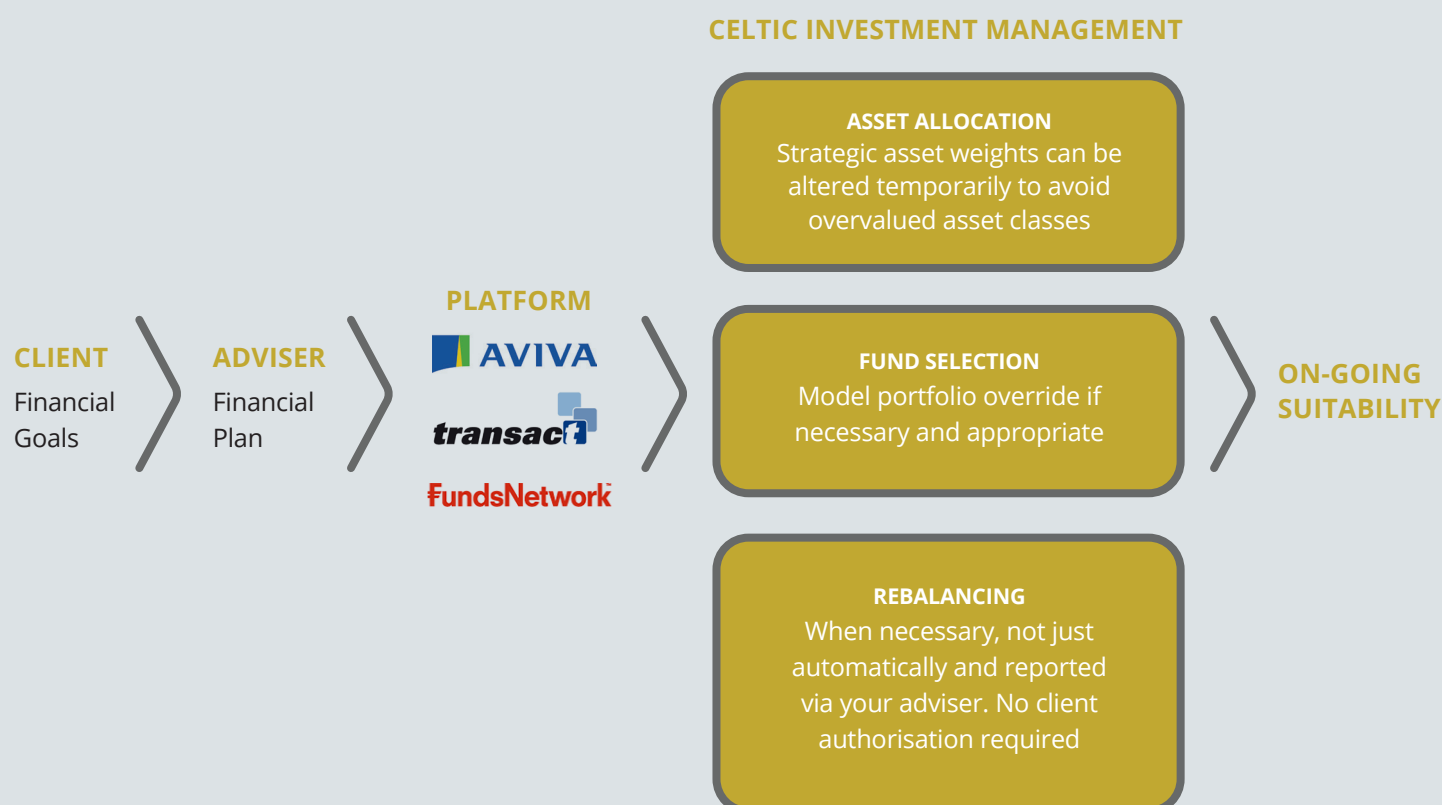 CELTIC INVESTMENT MANAGEMENT
CLIENT
Financial
Goals
ADVISER
Financial
Plan
PLATFORM
AVIVA
transact
FundsNetwork™
ASSET ALLOCATION
Strategic asset weights can be
altered temporarily to avoid
overvalued asset classes
FUND SELECTION
Model portfolio override if
necessary and appropriate
REBALANCING
When necessary, not just
automatically and reported
via your adviser. No client
authorisation required
ON-GOING
SUITABILITY